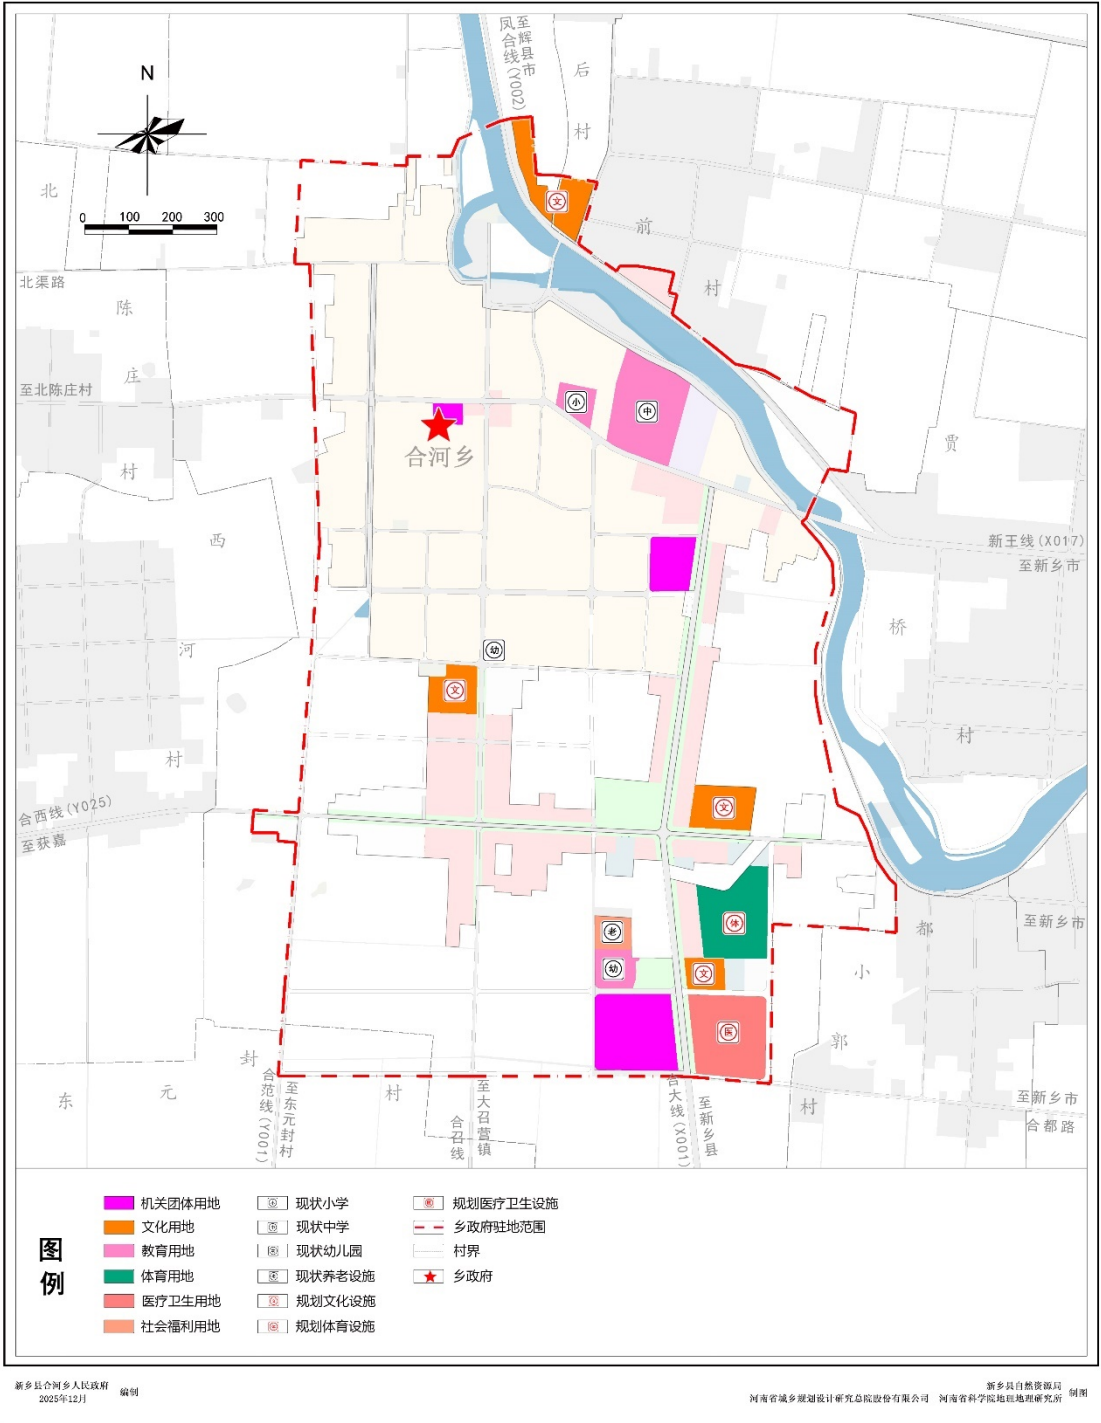 至辉县市
凤合线(Y002)
后村
N
北
0 100 200 300
前村
北渠路
陈庄村
至北陈庄村
小
中
合河乡
贾桥村
西河村
新王线(X017)
至新乡市
幼
文
文
文
合西线(Y025)
至获嘉
体
老
幼
文
医
都
小郭村
至新乡市
东元封村
合范线(Y001)
至东元封村
合召线
至大召营镇
合大线(X001)
至新乡县
至新乡市
合都路
图例
机关团体用地
文化用地
教育用地
体育用地
医疗卫生用地
社会福利用地
现状小学
现状中学
现状幼儿园
现状养老设施
规划文化设施
规划体育设施
规划医疗卫生设施
乡政府驻地范围
村界
乡政府
新乡县合河乡人民政府
2025年12月
编制
新乡县自然资源局
河南省城乡规划设计研究总院股份有限公司 河南省科学院地理研究所
制图